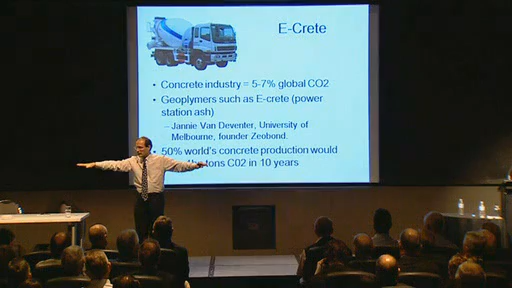 E-Crete
• Concrete industry = 5-7% global CO2
• Geoplymers such as E-crete (power
station ash)
– Jannie Van Deventer, University of
Melbourne, founder Zeobond.
• 50% world's concrete production would
tons C02 in 10 years